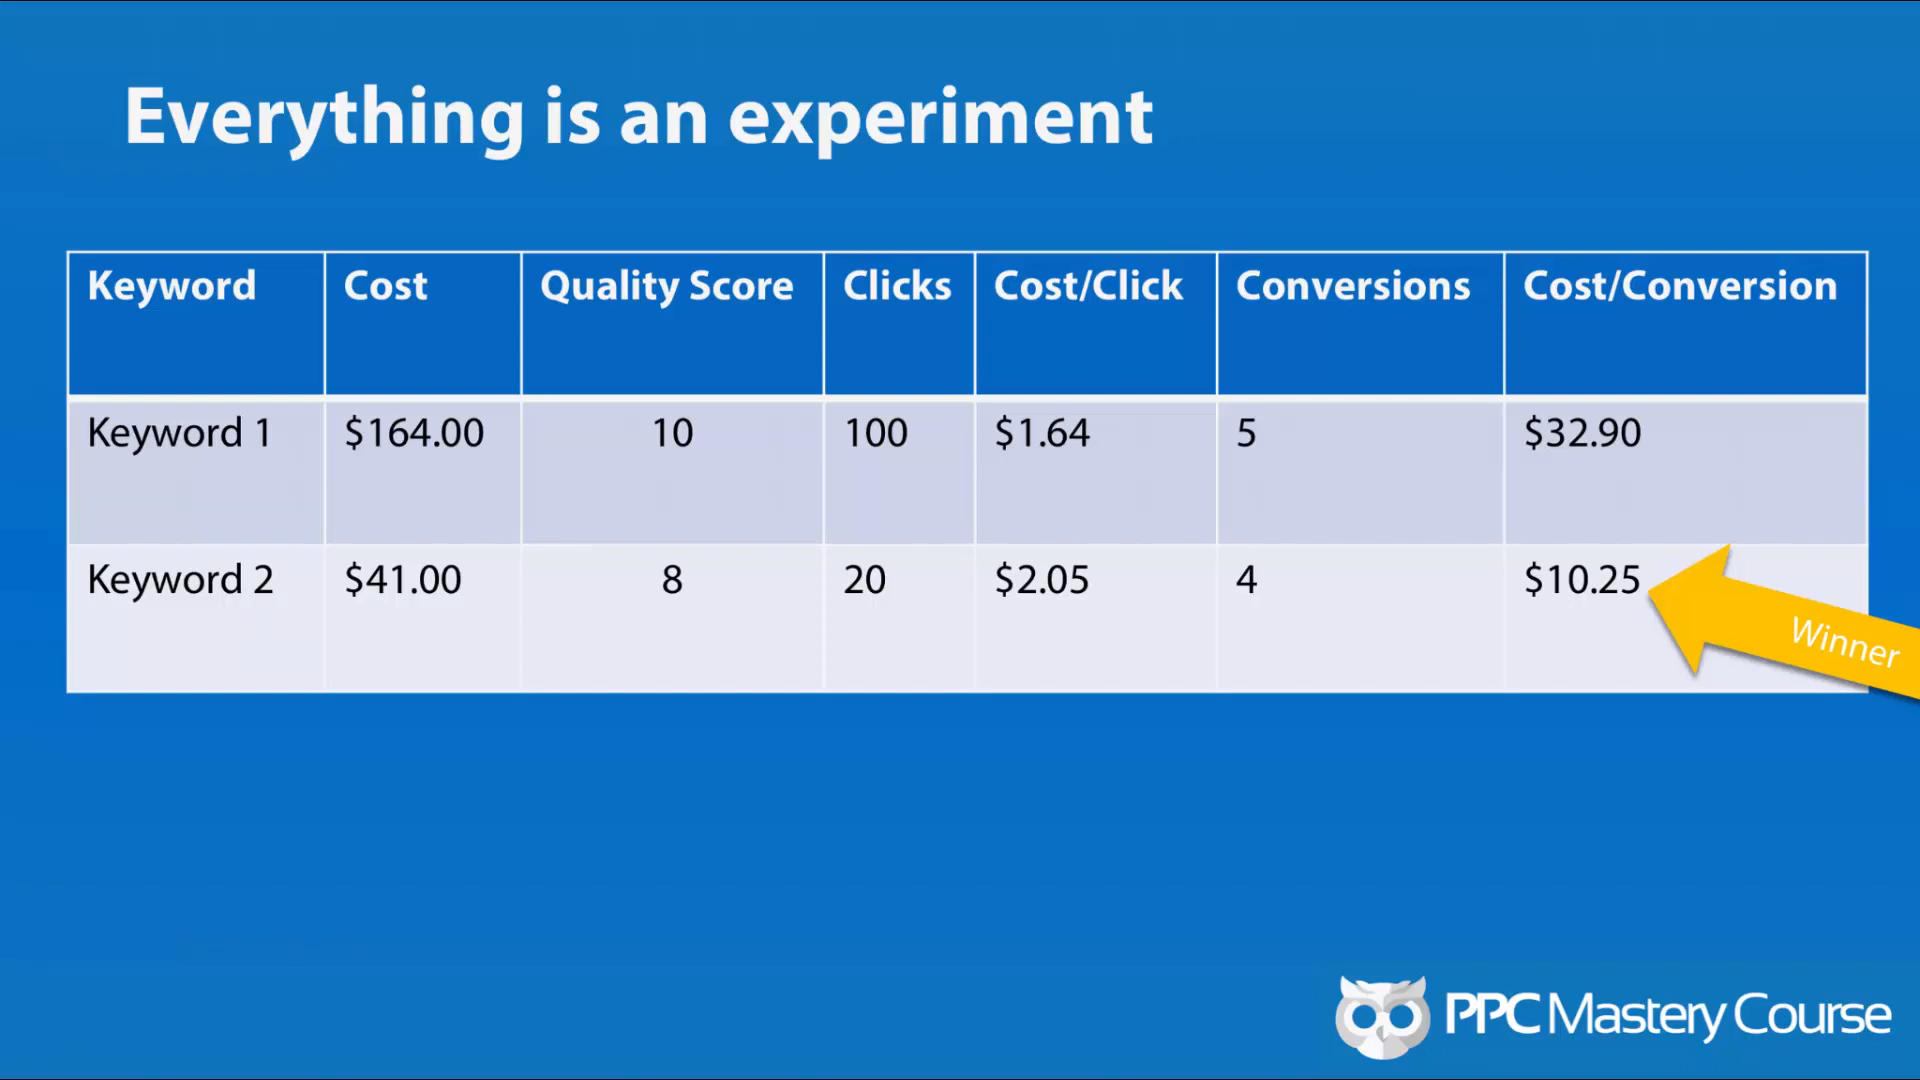 Everything is an experiment
Keyword Cost Quality Score Clicks Cost/Click Conversions Cost/Conversion
Keyword 1 $164.00 10 100 $1.64 5 $32.90
Keyword 2 $41.00 8 20 $2.05 4 $10.25
Winner
PPC Mastery Course